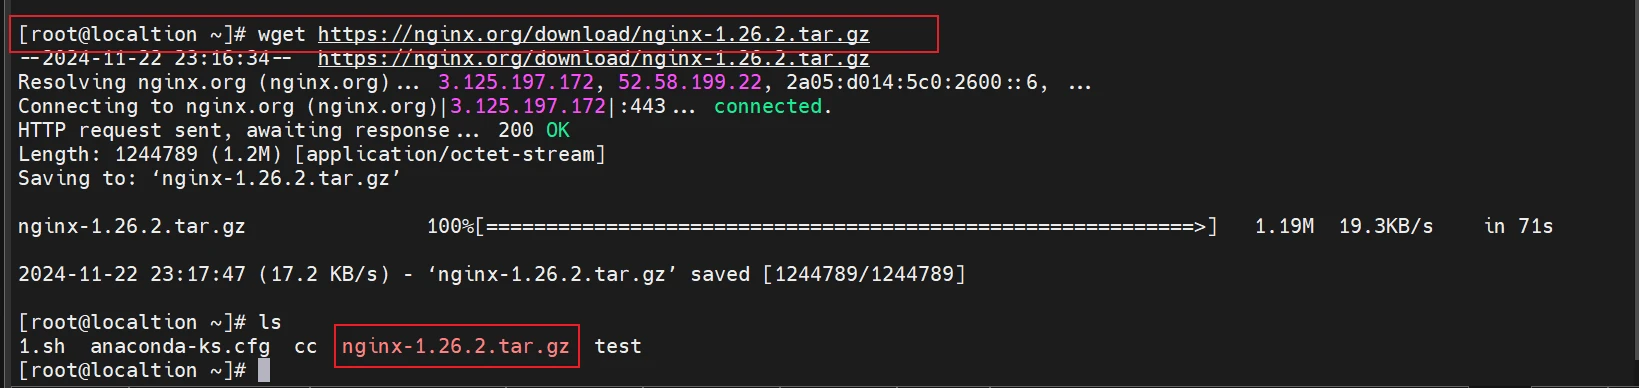 [root@localtion ~]# wget https://nginx.org/download/nginx-1.26.2.tar.gz
--2024-11-22 23:16:34--  https://nginx.org/download/nginx-1.26.2.tar.gz
Resolving nginx.org (nginx.org)... 3.125.197.172, 52.58.199.22, 2a05:d014:5c0:2600::6, ...
Connecting to nginx.org (nginx.org)|3.125.197.172|:443... connected.
HTTP request sent, awaiting response... 200 OK
Length: 1244789 (1.2M) [application/octet-stream]
Saving to: ‘nginx-1.26.2.tar.gz’
nginx-1.26.2.tar.gz 100%[===========================================================>] 1.19M 19.3KB/s in 71s
2024-11-22 23:17:47 (17.2 KB/s) - ‘nginx-1.26.2.tar.gz’ saved [1244789/1244789]
[root@localtion ~]# ls
1.sh anaconda-ks.cfg cc nginx-1.26.2.tar.gz test
[root@localtion ~]#